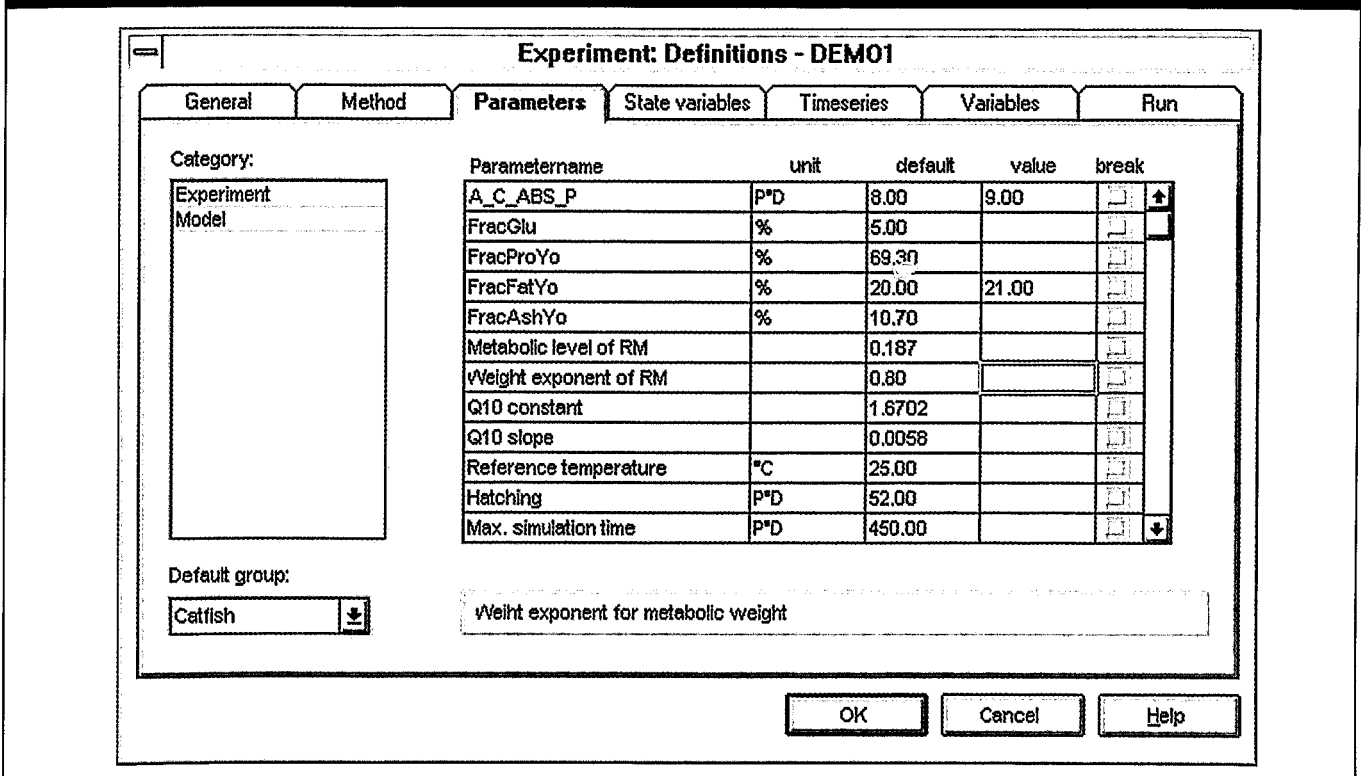 Experiment: Definitions - DEMO1
General Method Parameters State variables Timeseries Variables Run
Category:
Experiment
Model
Parametername unit default value break
A_C_ABS_P P°D 8.00 9.00
FracGlu % 5.00
FracProYo % 69.30
FracFatYo % 20.00 21.00
FracAshYo % 10.70
Metabolic level of RM 0.187
Weight exponent of RM 0.80
Q10 constant 1.6702
Q10 slope 0.0058
Reference temperature °C 25.00
Hatching P°D 52.00
Max. simulation time P°D 450.00
Default group:
Catfish
Weiht exponent for metabolic weight
OK Cancel Help